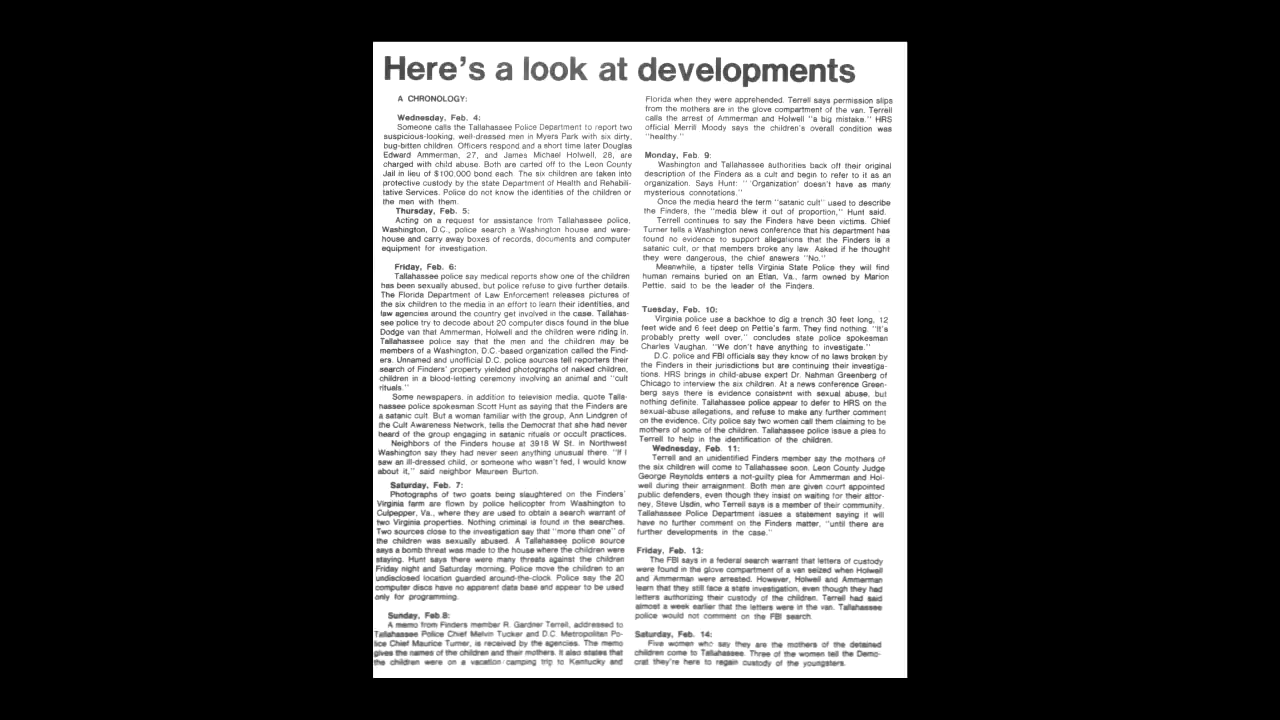 Here's a look at developments
A CHRONOLOGY:
Wednesday, Feb. 4:
Someone calls the Tallahassee Police Department to report two
suspicious-looking, well-dressed men in Myers Park with six dirty,
bug-bitten children. Officers respond and a short time later Douglas
Edward Ammerman, 27, and James Michael Holwell, 28, are
charged with child abuse. Both are carted off to the Leon County
Jail in lieu of $100,000 bond each. The six children are taken into
protective custody by the state Department of Health and Rehabili-
tative Services. Police do not know the identities of the children or
the men with them.
Thursday, Feb. 5:
Acting on a request for assistance from Tallahassee police,
Washington, D.C., police search a Washington house and ware-
house and carry away boxes of records, documents and computer
equipment for investigation.
Friday, Feb. 6:
Tallahassee police say medical reports show one of the children
has been sexually abused, but police refuse to give further details.
The Florida Department of Law Enforcement releases pictures of
the six children to the media in an effort to learn their identities, and
law agencies around the country get involved in the case. Tallahas-
see police try to decode about 20 computer discs found in the blue
Dodge van that Ammerman, Holwell and the children were riding in.
Tallahassee police say that the men and the children may be
members of a Washington, D.C.-based organization called the Find-
ers. Unnamed and unofficial D.C. police sources tell reporters their
search of Finders' property yielded photographs of naked children,
children in a blood-letting ceremony involving an animal and "cult
rituals."
Some newspapers, in addition to television media, quote Talla-
hassee police spokesman Scott Hunt as saying that the Finders are
a satanic cult. But a woman familiar with the group, Ann Lindgren of
the Cult Awareness Network, tells the Democrat that she had never
heard of the group engaging in satanic rituals or occult practices.
Neighbors of the Finders house at 3918 W St. in Northwest
Washington say they had never seen anything unusual there. "If I
saw an ill-dressed child, or someone who wasn't fed, I would know
about it," said neighbor Maureen Burton.
Saturday, Feb. 7:
Photographs of two goats being slaughtered on the Finders'
Virginia farm are flown by police helicopter from Washington to
Culpepper, Va., where they are used to obtain a search warrant of
two Virginia properties. Nothing criminal is found in the searches.
Two sources close to the investigation say that "more than one" of
the children was sexually abused. A Tallahassee police source
says a bomb threat was made to the house where the children were
staying. Hunt says there were many threats against the children
Friday night and Saturday morning. Police move the children to an
undisclosed location guarded around-the-clock. Police say the 20
computer discs have no apparent data base and appear to be used
only for programming.
Sunday, Feb.8:
A memo from Finders member R. Gardner Terrell, addressed to
Tallahassee Police Chief Melvin Tucker and D.C. Metropolitan Po-
lice Chief Maurice Turner, is received by the agencies. The memo
gives the names of the children and their mothers. It also states that
the children were on a vacation camping trip to Kentucky and
Florida when they were apprehended. Terrell says permission slips
from the mothers are in the glove compartment of the van. Terrell
calls the arrest of Ammerman and Holwell "a big mistake." HRS
official Merrill Moody says the children's overall condition was
"healthy."
Monday, Feb. 9:
Washington and Tallahassee authorities back off their original
description of the Finders as a cult and begin to refer to it as an
organization. Says Hunt: "'Organization' doesn't have as many
mysterious connotations."
Once the media heard the term "satanic cult" used to describe
the Finders, the "media blew it out of proportion," Hunt said.
Terrell continues to say the Finders have been victims. Chief
Turner tells a Washington news conference that his department has
found no evidence to support allegations that the Finders is a
satanic cult, or that members broke any law. Asked if he thought
they were dangerous, the chief answers "No."
Meanwhile, a tipster tells Virginia State Police they will find
human remains buried on an Etlan, Va., farm owned by Marion
Pettie, said to be the leader of the Finders.
Tuesday, Feb. 10:
Virginia police use a backhoe to dig a trench 30 feet long, 12
feet wide and 6 feet deep on Pettie's farm. They find nothing. "It's
probably pretty well over," concludes state police spokesman
Charles Vaughan. "We don't have anything to investigate."
D.C. police and FBI officials say they know of no laws broken by
the Finders in their jurisdictions but are continuing their investiga-
tions. HRS brings in child-abuse expert Dr. Nahman Greenberg of
Chicago to interview the six children. At a news conference Green-
berg says there is evidence consistent with sexual abuse, but
nothing definite. Tallahassee police appear to defer to HRS on the
sexual-abuse allegations, and refuse to make any further comment
on the evidence. City police say two women call them claiming to be
mothers of some of the children. Tallahassee police issue a plea to
Terrell to help in the identification of the children.
Wednesday, Feb. 11:
Terrell and an unidentified Finders member say the mothers of
the six children will come to Tallahassee soon. Leon County Judge
George Reynolds enters a not-guilty plea for Ammerman and Hol-
well during their arraignment. Both men are given court appointed
public defenders, even though they insist on waiting for their attor-
ney, Steve Usdin, who Terrell says is a member of their community.
Tallahassee Police Department issues a statement saying it will
have no further comment on the Finders matter, "until there are
further developments in the case."
Friday, Feb. 13:
The FBI says in a federal search warrant that letters of custody
were found in the glove compartment of a van seized when Holwell
and Ammerman were arrested. However, Holwell and Ammerman
learn that they still face a state investigation, even though they had
letters authorizing their custody of the children. Terrell had said
almost a week earlier that the letters were in the van. Tallahassee
police would not comment on the FBI search.
Saturday, Feb. 14:
Five women who say they are the mothers of the detained
children come to Tallahassee. Three of the women tell the Demo-
crat they're here to regain custody of the youngsters.